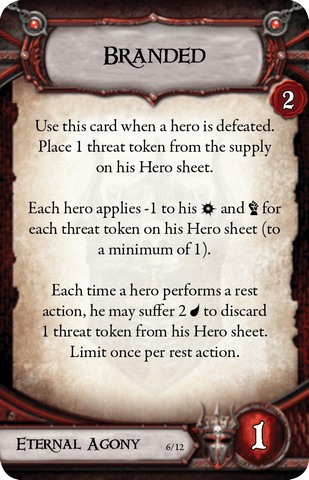 BRANDED
2
Use this card when a hero is defeated.
Place 1 threat token from the supply
on his Hero sheet.
Each hero applies -1 to his and for
each threat token on his Hero sheet (to
a minimum of 1).
Each time a hero performs a rest
action, he may suffer 2 to discard
1 threat token from his Hero sheet.
Limit once per rest action.
ETERNAL AGONY 6/12
1